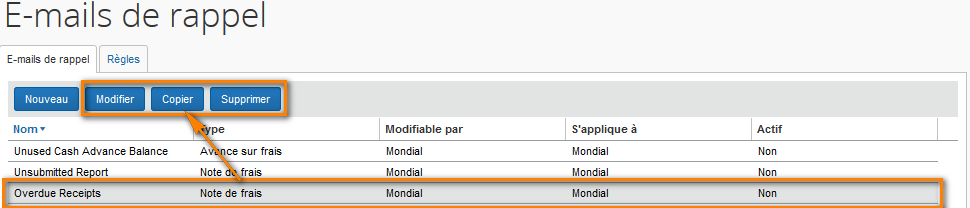 E-mails de rappel
E-mails de rappel Règles
Nouveau Modifier Copier Supprimer
Nom Type Modifiable par S'applique à Actif
Unused Cash Advance Balance Avance sur frais Mondial Mondial Non
Unsubmitted Report Note de frais Mondial Mondial Non
Overdue Receipts Note de frais Mondial Mondial Non